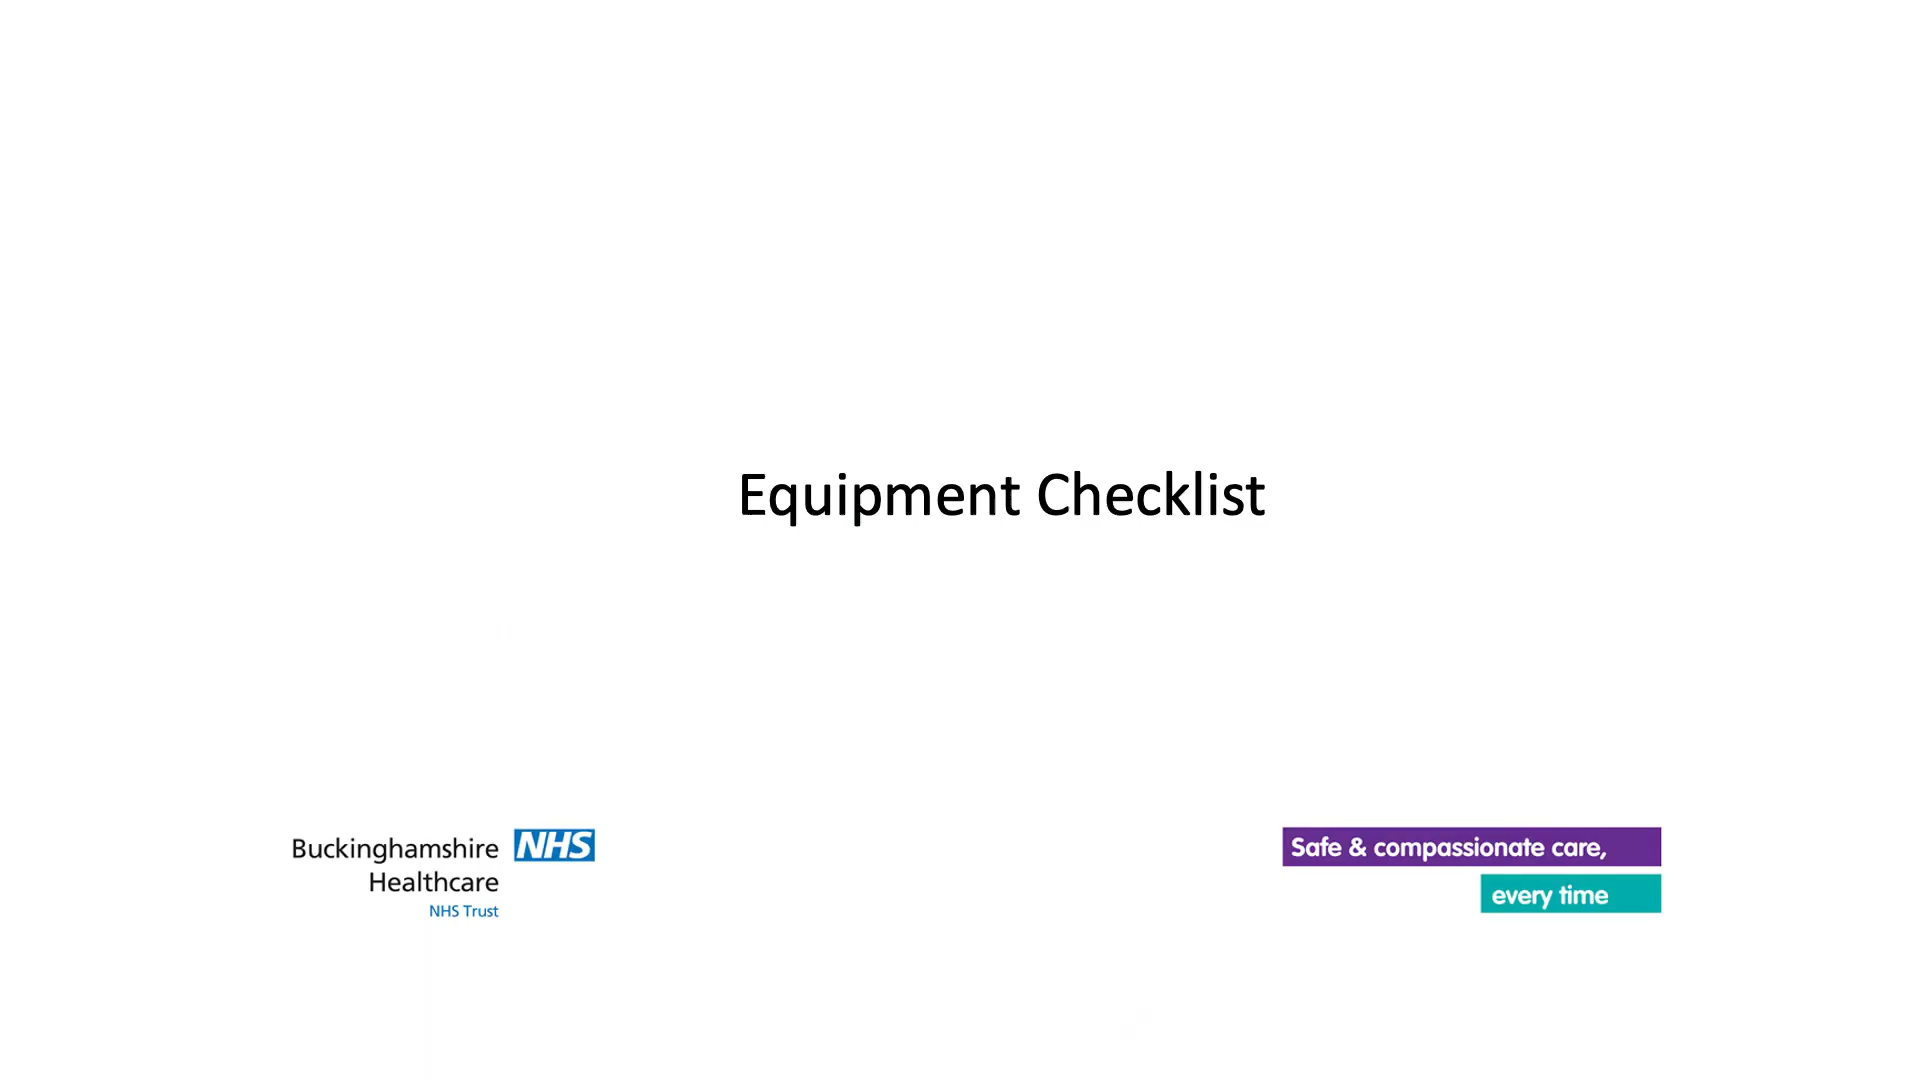 Equipment Checklist
Buckinghamshire NHS
Healthcare
NHS Trust
Safe & compassionate care,
every time